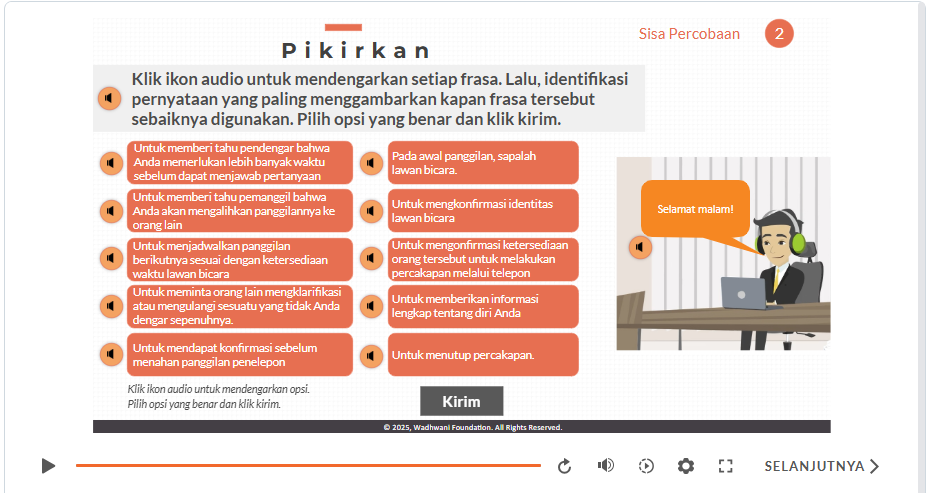 Sisa Percobaan 2
Pikirkan
Klik ikon audio untuk mendengarkan setiap frasa. Lalu, identifikasi
pernyataan yang paling menggambarkan kapan frasa tersebut
sebaiknya digunakan. Pilih opsi yang benar dan klik kirim.
Untuk memberi tahu pendengar bahwa
Anda memerlukan lebih banyak waktu
sebelum dapat menjawab pertanyaan
Pada awal panggilan, sapalah
lawan bicara.
Untuk memberi tahu pemanggil bahwa
Anda akan mengalihkan panggilannya ke
orang lain
Untuk mengkonfirmasi identitas
lawan bicara
Untuk menjadwalkan panggilan
berikutnya sesuai dengan ketersediaan
waktu lawan bicara
Untuk mengonfirmasi ketersediaan
orang tersebut untuk melakukan
percakapan melalui telepon
Untuk meminta orang lain mengklarifikasi
atau mengulangi sesuatu yang tidak Anda
dengar sepenuhnya.
Untuk memberikan informasi
lengkap tentang diri Anda
Untuk mendapat konfirmasi sebelum
menahan panggilan penelepon
Untuk menutup percakapan.
Selamat malam!
Klik ikon audio untuk mendengarkan opsi.
Pilih opsi yang benar dan klik kirim.
Kirim
© 2025, Wadhwani Foundation. All Rights Reserved.
SELANJUTNYA